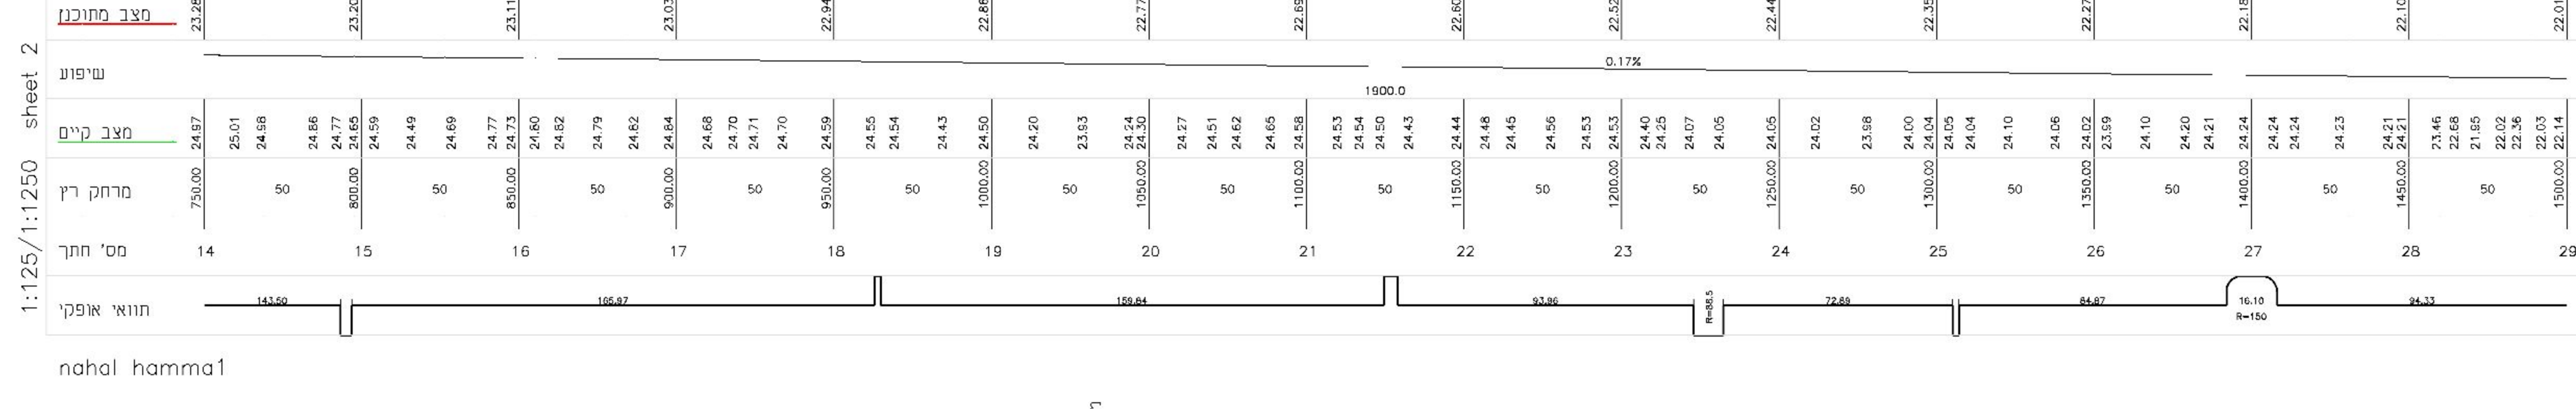 מצב מתוכנן 23.28 23.20 23.11 23.03 22.94 22.86 22.77 22.69 22.60 22.52 22.44 22.35 22.27 22.18 22.10 22.01
שיפוע 0.17% 1900.0
מצב קיים 24.97 25.01 24.98 24.86 24.77 24.65 24.59 24.49 24.69 24.77 24.73 24.80 24.82 24.79 24.82 24.84 24.68 24.70 24.71 24.70 24.59 24.55 24.54 24.43 24.50 24.20 23.93 24.24 24.30 24.27 24.51 24.62 24.65 24.58 24.53 24.54 24.50 24.43 24.44 24.48 24.45 24.56 24.53 24.53 24.40 24.25 24.07 24.05 24.05 24.02 23.98 24.00 24.04 24.05 24.04 24.10 24.06 24.02 23.99 24.10 24.20 24.21 24.24 24.24 24.24 24.23 24.21 24.21 23.46 22.68 21.95 22.02 22.36 22.03 22.14
מרחק רץ 750.00 50 800.00 50 850.00 50 900.00 50 950.00 50 1000.00 50 1050.00 50 1100.00 50 1150.00 50 1200.00 50 1250.00 50 1300.00 50 1350.00 50 1400.00 50 1450.00 50 1500.00
מס' חתך 14 15 16 17 18 19 20 21 22 23 24 25 26 27 28 29
תוואי אופקי 143.50 165.97 159.64 93.96 R=88.5 72.89 84.87 16.10 R=150 94.33
1:125/1:1250 sheet 2
nahal hamma1